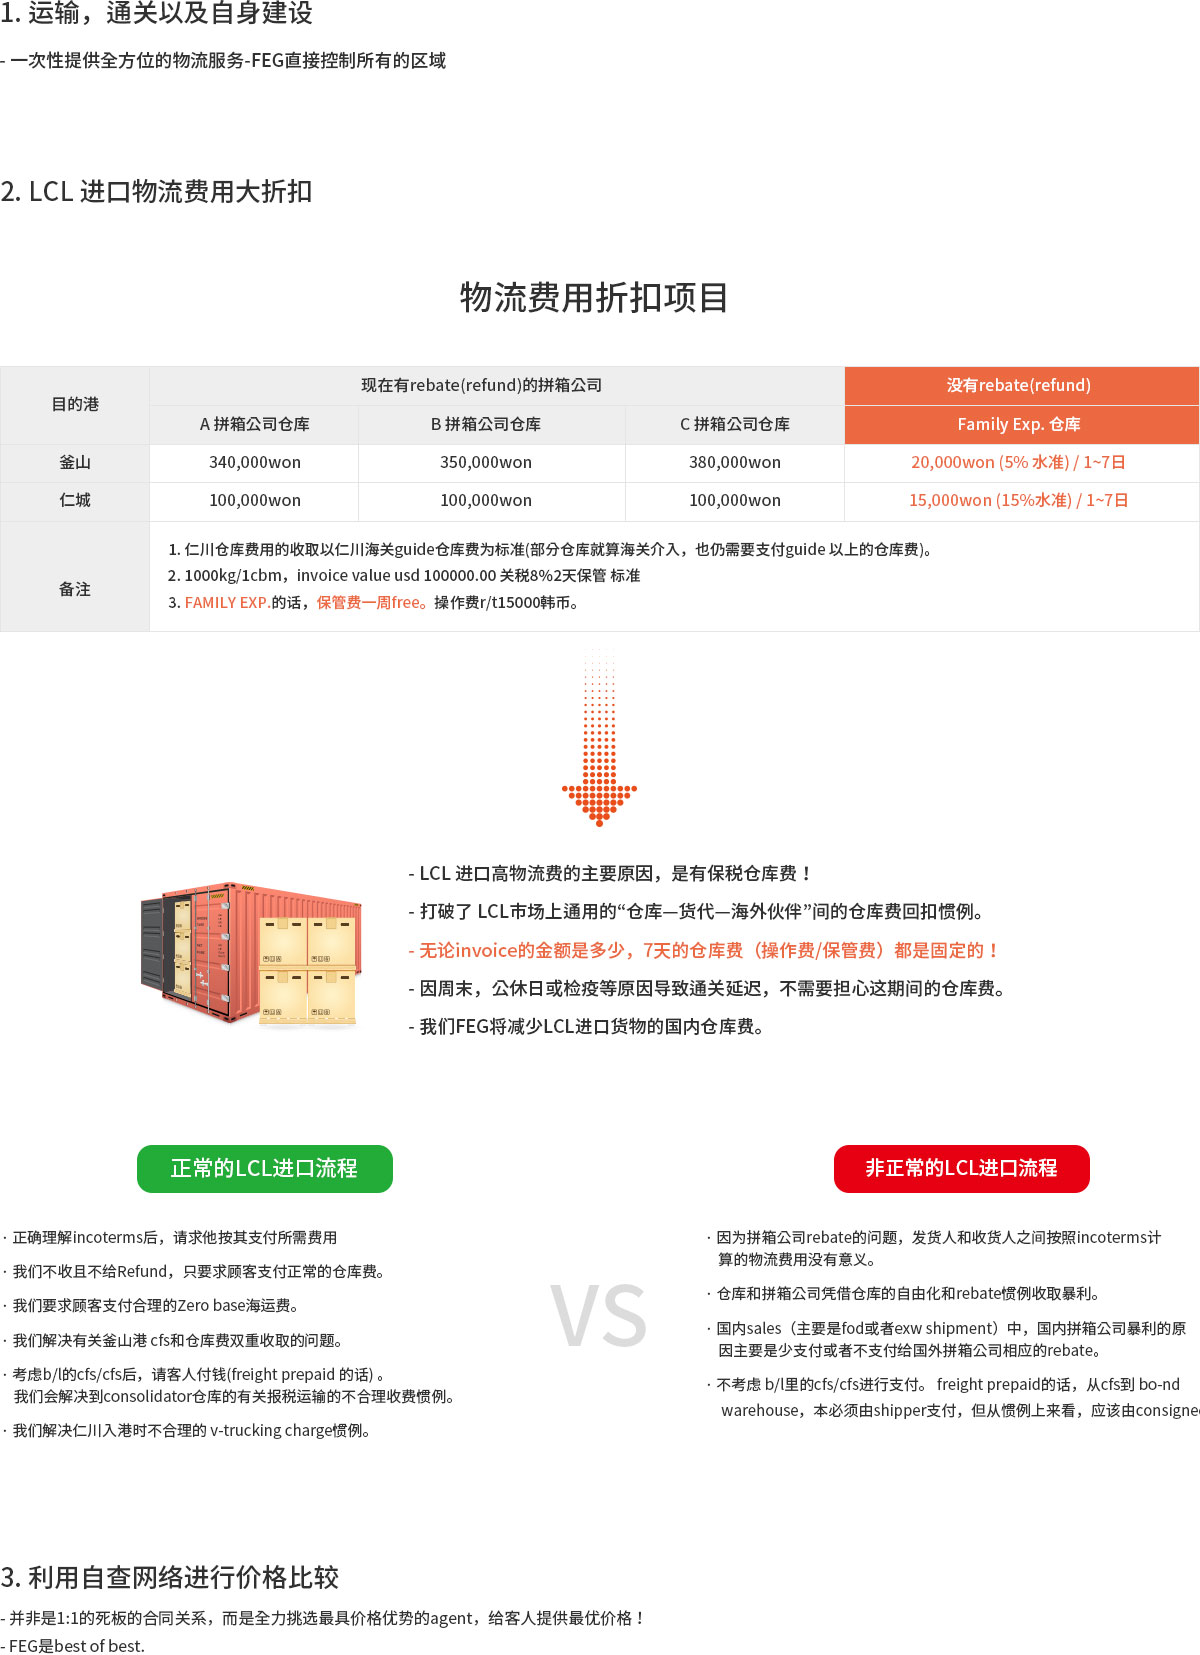 1. 运输，通关以及自身建设
- 一次性提供全方位的物流服务-FEG直接控制所有的区域
2. LCL 进口物流费用大折扣
物流费用折扣项目
目的港 现在有rebate(refund)的拼箱公司 没有rebate(refund)
A 拼箱公司仓库 B 拼箱公司仓库 C 拼箱公司仓库 Family Exp. 仓库
釜山 340,000won 350,000won 380,000won 20,000won (5% 水准) / 1~7日
仁城 100,000won 100,000won 100,000won 15,000won (15%水准) / 1~7日
备注
1. 仁川仓库费用的收取以仁川海关guide仓库费为标准(部分仓库就算海关介入，也仍需要支付guide 以上的仓库费)。
2. 1000kg/1cbm，invoice value usd 100000.00 关税8%2天保管 标准
3. FAMILY EXP.的话，保管费一周free。操作费r/t15000韩币。
- LCL 进口高物流费的主要原因，是有保税仓库费！
- 打破了 LCL市场上通用的“仓库—货代—海外伙伴”间的仓库费回扣惯例。
- 无论invoice的金额是多少，7天的仓库费（操作费/保管费）都是固定的！
- 因周末，公休日或检疫等原因导致通关延迟，不需要担心这期间的仓库费。
- 我们FEG将减少LCL进口货物的国内仓库费。
正常的LCL进口流程
· 正确理解incoterms后，请求他按其支付所需费用
· 我们不收且不给Refund，只要求顾客支付正常的仓库费。
· 我们要求顾客支付合理的Zero base海运费。
· 我们解决有关釜山港 cfs和仓库费双重收取的问题。
· 考虑b/l的cfs/cfs后，请客人付钱(freight prepaid 的话) 。
我们会解决到consolidator仓库的有关报税运输的不合理收费惯例。
· 我们解决仁川入港时不合理的 v-trucking charge惯例。
VS
非正常的LCL进口流程
· 因为拼箱公司rebate的问题，发货人和收货人之间按照incoterms计
算的物流费用没有意义。
· 仓库和拼箱公司凭借仓库的自由化和rebate惯例收取暴利。
· 国内sales（主要是fod或者exw shipment）中，国内拼箱公司暴利的原
因主要是少支付或者不支付给国外拼箱公司相应的rebate。
· 不考虑 b/l里的cfs/cfs进行支付。 freight prepaid的话，从cfs到 bo-nd
warehouse，本必须由shipper支付，但从惯例上来看，应该由consignee
3. 利用自查网络进行价格比较
- 并非是1:1的死板的合同关系，而是全力挑选最具价格优势的agent，给客人提供最优价格！
- FEG是best of best.